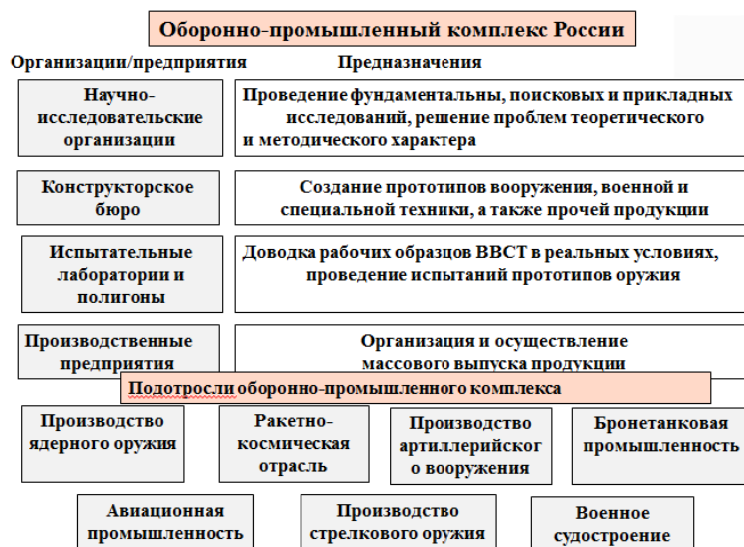 Оборонно-промышленный комплекс России
Организации/предприятия Предназначения
Научно-
исследовательские
организации
Проведение фундаментальны, поисковых и прикладных
исследований, решение проблем теоретического
и методического характера
Конструкторское
бюро
Создание прототипов вооружения, военной и
специальной техники, а также прочей продукции
Испытательные
лаборатории и
полигоны
Доводка рабочих образцов ВВСТ в реальных условиях,
проведение испытаний прототипов оружия
Производственные
предприятия
Организация и осуществление
массового выпуска продукции
Подотросли оборонно-промышленного комплекса
Производство
ядерного оружия
Ракетно-
космическая
отрасль
Производство
артиллерийског
о вооружения
Бронетанковая
промышленность
Авиационная
промышленность
Производство
стрелкового оружия
Военное
судостроение